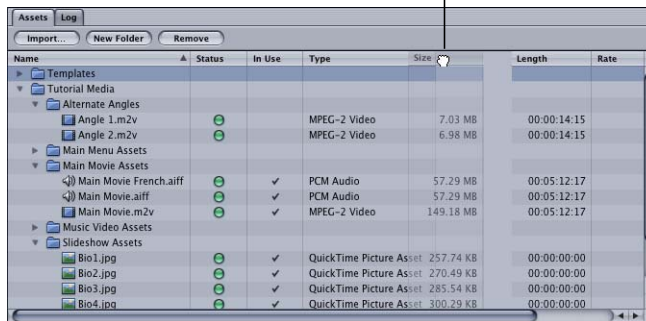 Assets Log
Import... New Folder Remove
Name Status In Use Type Size Length Rate
Templates
Tutorial Media
Alternate Angles
Angle 1.m2v MPEG-2 Video 7.03 MB 00:00:14:15
Angle 2.m2v MPEG-2 Video 6.98 MB 00:00:14:15
Main Menu Assets
Main Movie Assets
Main Movie French.aiff PCM Audio 57.29 MB 00:05:12:17
Main Movie.aiff PCM Audio 57.29 MB 00:05:12:17
Main Movie.m2v MPEG-2 Video 149.18 MB 00:05:12:17
Music Video Assets
Slideshow Assets
Bio1.jpg QuickTime Picture Asset 257.74 KB 00:00:00:00
Bio2.jpg QuickTime Picture Asset 270.49 KB 00:00:00:00
Bio3.jpg QuickTime Picture Asset 285.54 KB 00:00:00:00
Bio4.jpg QuickTime Picture Asset 300.29 KB 00:00:00:00